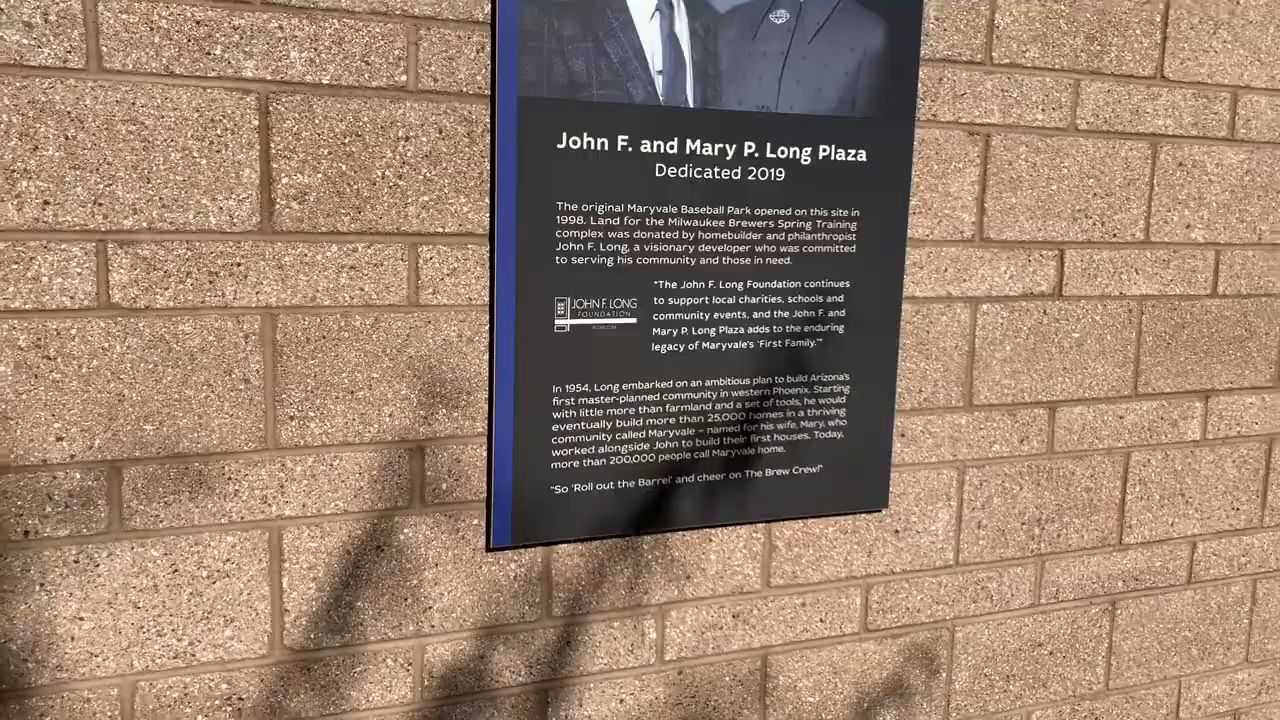 John F. and Mary P. Long Plaza
Dedicated 2019
The original Maryvale Baseball Park opened on this site in
1998. Land for the Milwaukee Brewers Spring Training
complex was donated by homebuilder and philanthropist
John F. Long, a visionary developer who was committed
to serving his community and those in need.
"The John F. Long Foundation continues
to support local charities, schools and
community events, and the John F. and
Mary P. Long Plaza adds to the enduring
legacy of Maryvale's 'First Family.'"
JOHN F. LONG
FOUNDATION
In 1954, Long embarked on an ambitious plan to build Arizona's
first master-planned community in western Phoenix. Starting
with little more than farmland and a set of tools, he would
eventually build more than 25,000 homes in a thriving
community called Maryvale – named for his wife, Mary, who
worked alongside John to build their first houses. Today,
more than 200,000 people call Maryvale home.
"So 'Roll out the Barrel' and cheer on The Brew Crew!"